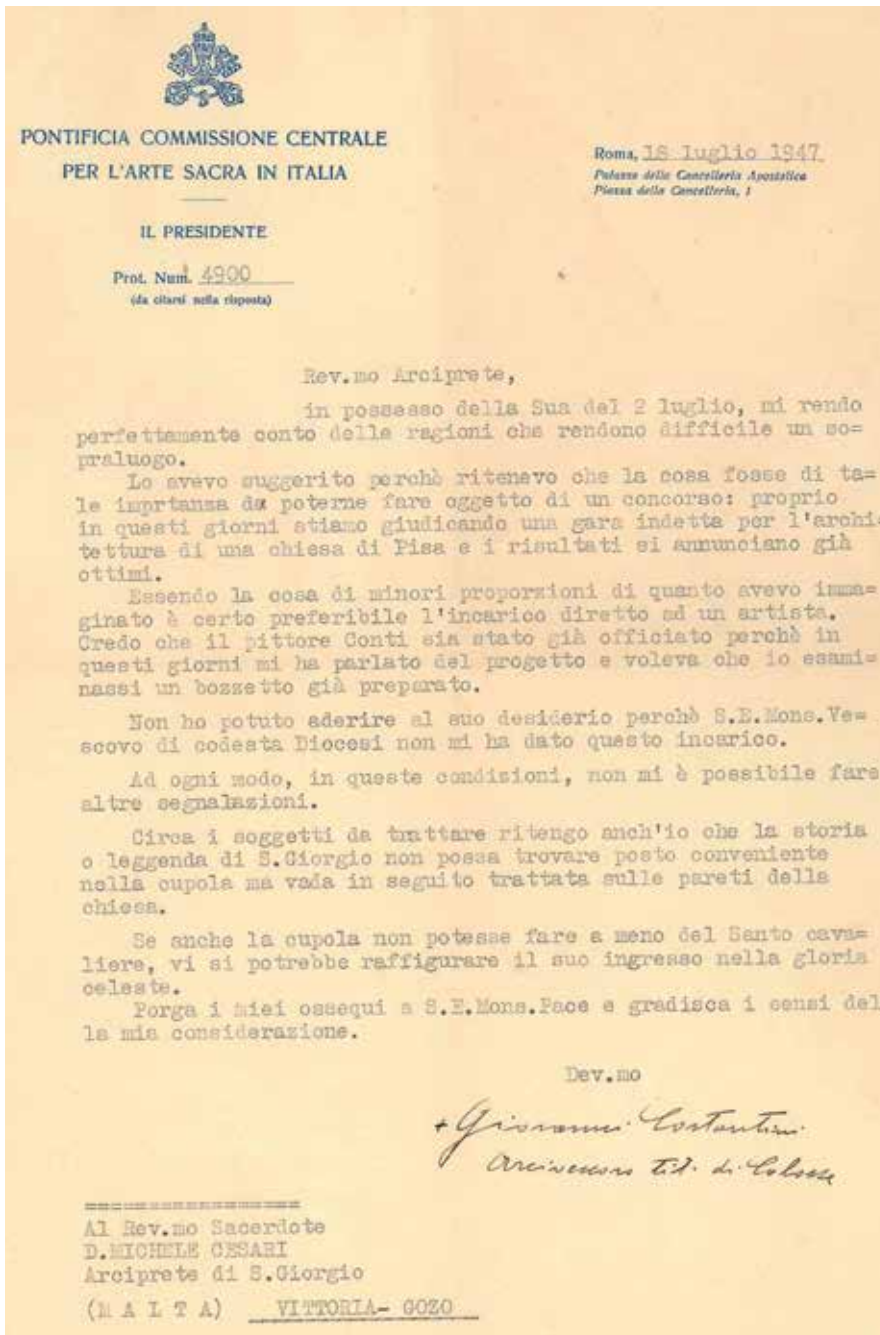 PONTIFICIA COMMISSIONE CENTRALE
PER L'ARTE SACRA IN ITALIA
IL PRESIDENTE
Prot. Num. 4900
(da citarsi nella risposta)
Roma, 18 luglio 1947
Palazzo della Cancelleria Apostolica
Piazza della Cancelleria, 1
Rev.mo Arciprete,
in possesso della Sua del 2 luglio, mi rendo
perfettamente conto delle ragioni che rendono difficile un so=
praluogo.
Lo avevo suggerito perchè ritenevo che la cosa fosse di ta=
le imprtanza da poterne fare oggetto di un concorso: proprio
in questi giorni stiamo giudicando una gara indetta per l'archi=
tettura di una chiesa di Pisa e i risultati si annunciano già
ottimi.
Essendo la cosa di minori proporzioni di quanto avevo imma=
ginato è certo preferibile l'incarico diretto ad un artista.
Credo che il pittore Conti sia stato già officiato perchè in
questi giorni mi ha parlato del progetto e voleva che io esami=
nassi un bozzetto già preparato.
Non ho potuto aderire al suo desiderio perchè S.E.Mons.Ve=
scovo di codesta Diocesi non mi ha dato questo incarico.
Ad ogni modo, in queste condizioni, non mi è possibile fare
altre segnalazioni.
Circa i soggetti da trattare ritengo anch'io che la storia
o leggenda di S.Giorgio non possa trovare posto conveniente
nella cupola ma vada in seguito trattata sulle pareti della
chiesa.
Se anche la cupola non potesse fare a meno del Santo cava=
liere, vi si potrebbe raffigurare il suo ingresso nella gloria
celeste.
Porga i miei ossequi a S.E.Mons.Pace e gradisca i sensi del
la mia considerazione.
Dev.mo
+ Giovanni Costantini
Arcivescovo tit. di Colosse
===================
Al Rev.mo Sacerdote
D.MICHELE CESARI
Arciprete di S.Giorgio
(M A L T A) VITTORIA- GOZO